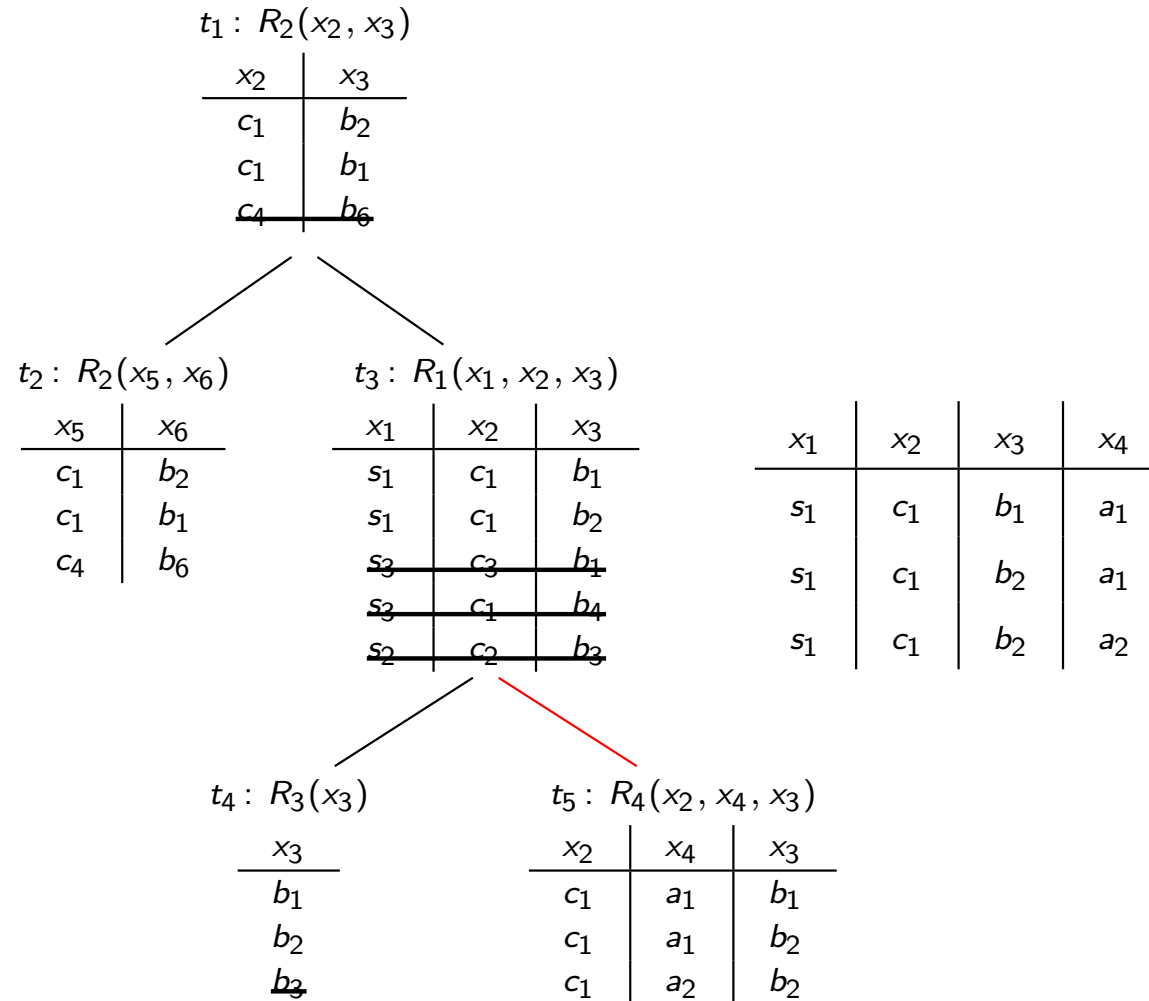 t₁ : R₂(x₂, x₃)
x₂ x₃
c₁ b₂
c₁ b₁
c₄ b₆
t₂ : R₂(x₅, x₆)
x₅ x₆
c₁ b₂
c₁ b₁
c₄ b₆
t₃ : R₁(x₁, x₂, x₃)
x₁ x₂ x₃
s₁ c₁ b₁
s₁ c₁ b₂
s₃ c₃ b₁
s₃ c₁ b₄
s₂ c₂ b₃
x₁ x₂ x₃ x₄
s₁ c₁ b₁ a₁
s₁ c₁ b₂ a₁
s₁ c₁ b₂ a₂
t₄ : R₃(x₃)
x₃
b₁
b₂
b₃
t₅ : R₄(x₂, x₄, x₃)
x₂ x₄ x₃
c₁ a₁ b₁
c₁ a₁ b₂
c₁ a₂ b₂